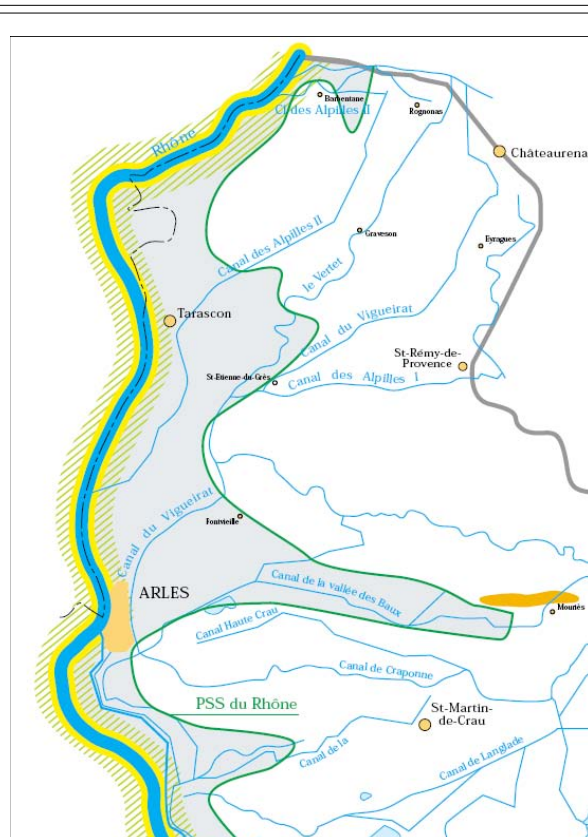 Barbentane
Cl des Alpilles II
Rognonas
Rhône
Châteaurena
Graveson
Eyragues
Canal des Alpilles II
le Vertet
Tarascon
Canal du Vigueirat
St-Rémy-de-
Provence
St-Etienne-du-Grès
Canal des Alpilles I
Canal du Vigueirat
Fontvieille
ARLES
Canal de la vallée des Baux
Mouriès
Canal Haute Crau
Canal de Craponne
PSS du Rhône
St-Martin-
de-Crau
Canal de la
Canal de Langlade